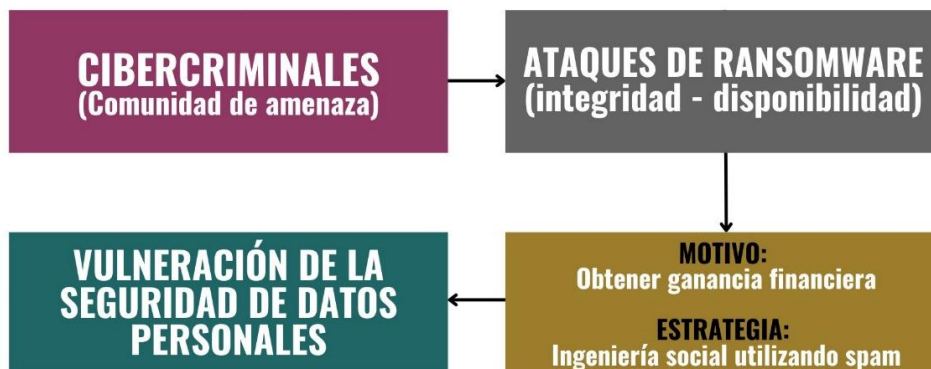 CIBERCRIMINALES
(Comunidad de amenaza)
ATAQUES DE RANSOMWARE
(integridad - disponibilidad)
MOTIVO:
Obtener ganancia financiera
ESTRATEGIA:
Ingeniería social utilizando spam
VULNERACIÓN DE LA
SEGURIDAD DE DATOS
PERSONALES